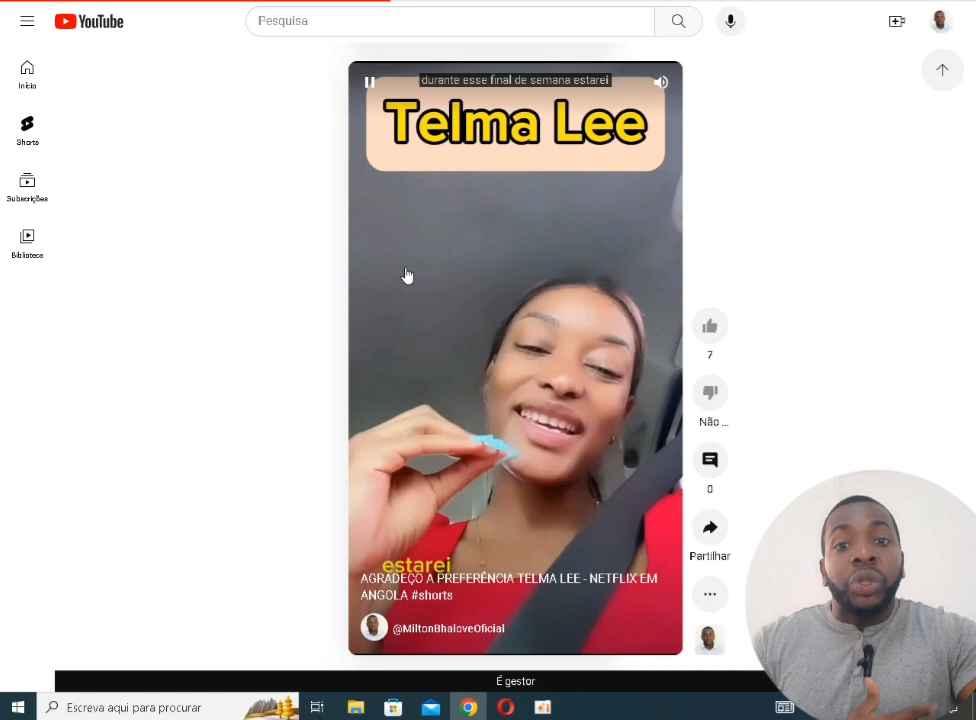 YouTube
Pesquisa
Início
Shorts
Subscrições
Biblioteca
durante esse final de semana estarei
Telma Lee
estarei
AGRADEÇO A PREFERÊNCIA TELMA LEE - NETFLIX EM
ANGOLA #shorts
@MiltonBhaloveOficial
7
Não ...
0
Partilhar
É gestor
Escreva aqui para procurar